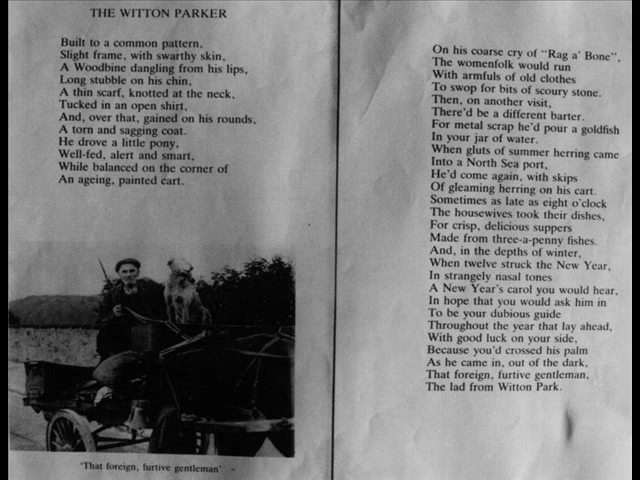 THE WITTON PARKER
Built to a common pattern,
Slight frame, with swarthy skin,
A Woodbine dangling from his lips,
Long stubble on his chin,
A thin scarf, knotted at the neck,
Tucked in an open shirt,
And, over that, gained on his rounds,
A torn and sagging coat.
He drove a little pony,
Well-fed, alert and smart,
While balanced on the corner of
An ageing, painted cart.
'That foreign, furtive gentleman'
On his coarse cry of "Rag a' Bone",
The womenfolk would run
With armfuls of old clothes
To swop for bits of scoury stone.
Then, on another visit,
There'd be a different barter.
For metal scrap he'd pour a goldfish
In your jar of water.
When gluts of summer herring came
Into a North Sea port,
He'd come again, with skips
Of gleaming herring on his cart.
Sometimes as late as eight o'clock
The housewives took their dishes,
For crisp, delicious suppers
Made from three-a-penny fishes.
And, in the depths of winter,
When twelve struck the New Year,
In strangely nasal tones
A New Year's carol you would hear,
In hope that you would ask him in
To be your dubious guide
Throughout the year that lay ahead,
With good luck on your side,
Because you'd crossed his palm
As he came in, out of the dark,
That foreign, furtive gentleman,
The lad from Witton Park.